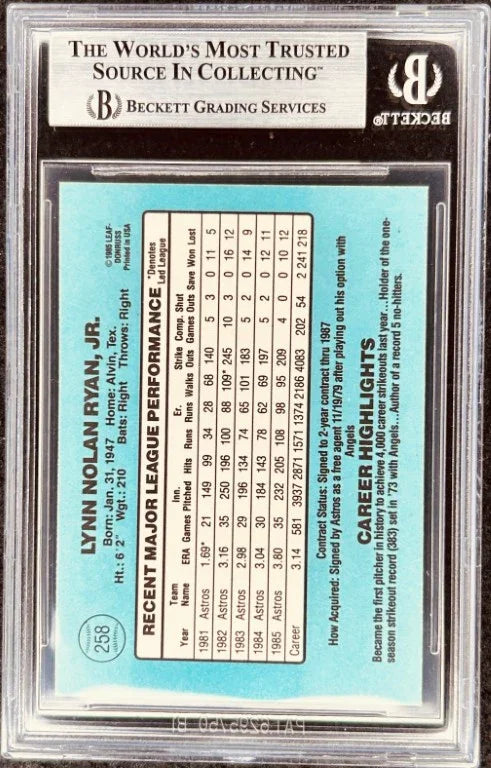 THE WORLD'S MOST TRUSTED
SOURCE IN COLLECTING™
BECKETT GRADING SERVICES
BECKETT
258
LYNN NOLAN RYAN, JR.
Born: Jan. 31, 1947 Home: Alvin, Tex.
Ht.: 6' 2" Wgt.: 210 Bats: Right Throws: Right
©1985 LEAF-
DONRUSS
Printed in USA
RECENT MAJOR LEAGUE PERFORMANCE
*Denotes
Led League
Team Inn. Er. Strike Comp. Shut
Year Name ERA Games Pitched Hits Runs Runs Walks Outs Games Outs Save Won Lost
1981 Astros 1.69* 21 149 99 34 28 68 140 5 3 0 11 5
1982 Astros 3.16 35 250 196 100 88 109* 245 10 3 0 16 12
1983 Astros 2.98 29 196 134 74 65 101 183 5 2 0 14 9
1984 Astros 3.04 30 184 143 78 62 69 197 5 2 0 12 11
1985 Astros 3.80 35 232 205 108 98 95 209 4 0 0 10 12
Career 3.14 581 3937 2871 1571 1374 2186 4083 202 54 2 241 218
Contract Status: Signed to 2-year contract thru 1987
How Acquired: Signed by Astros as a free agent 11/19/79 after playing out his option with
Angels
CAREER HIGHLIGHTS
Became the first pitcher in history to achieve 4,000 career strikeouts last year...Holder of the one-
season strikeout record (383) set in '73 with Angels...Author of a record 5 no-hitters.